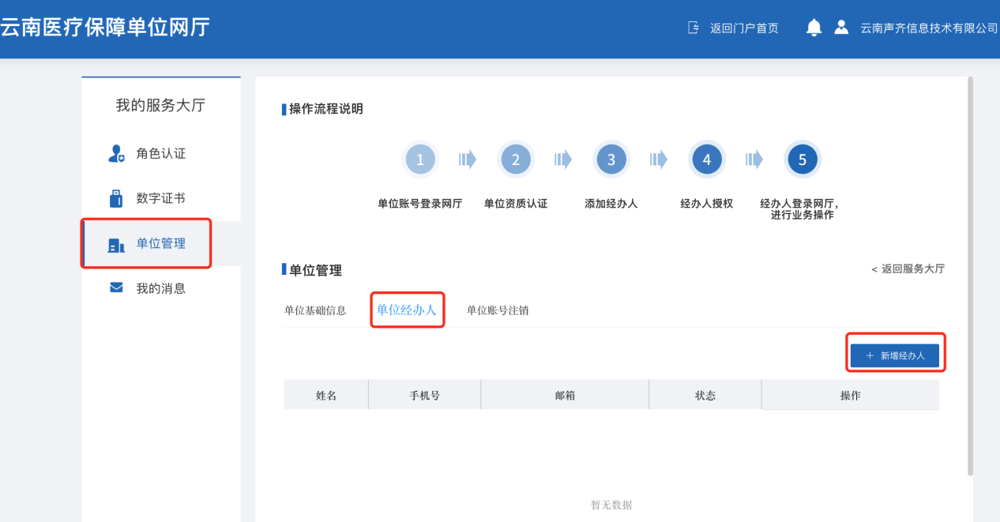 云南医疗保障单位网厅
返回门户首页
云南声齐信息技术有限公司
我的服务大厅
角色认证
数字证书
单位管理
我的消息
操作流程说明
1
2
3
4
5
单位账号登录网厅
单位资质认证
添加经办人
经办人授权
经办人登录网厅，
进行业务操作
单位管理
< 返回服务大厅
单位基础信息
单位经办人
单位账号注销
+ 新增经办人
姓名
手机号
邮箱
状态
操作
暂无数据